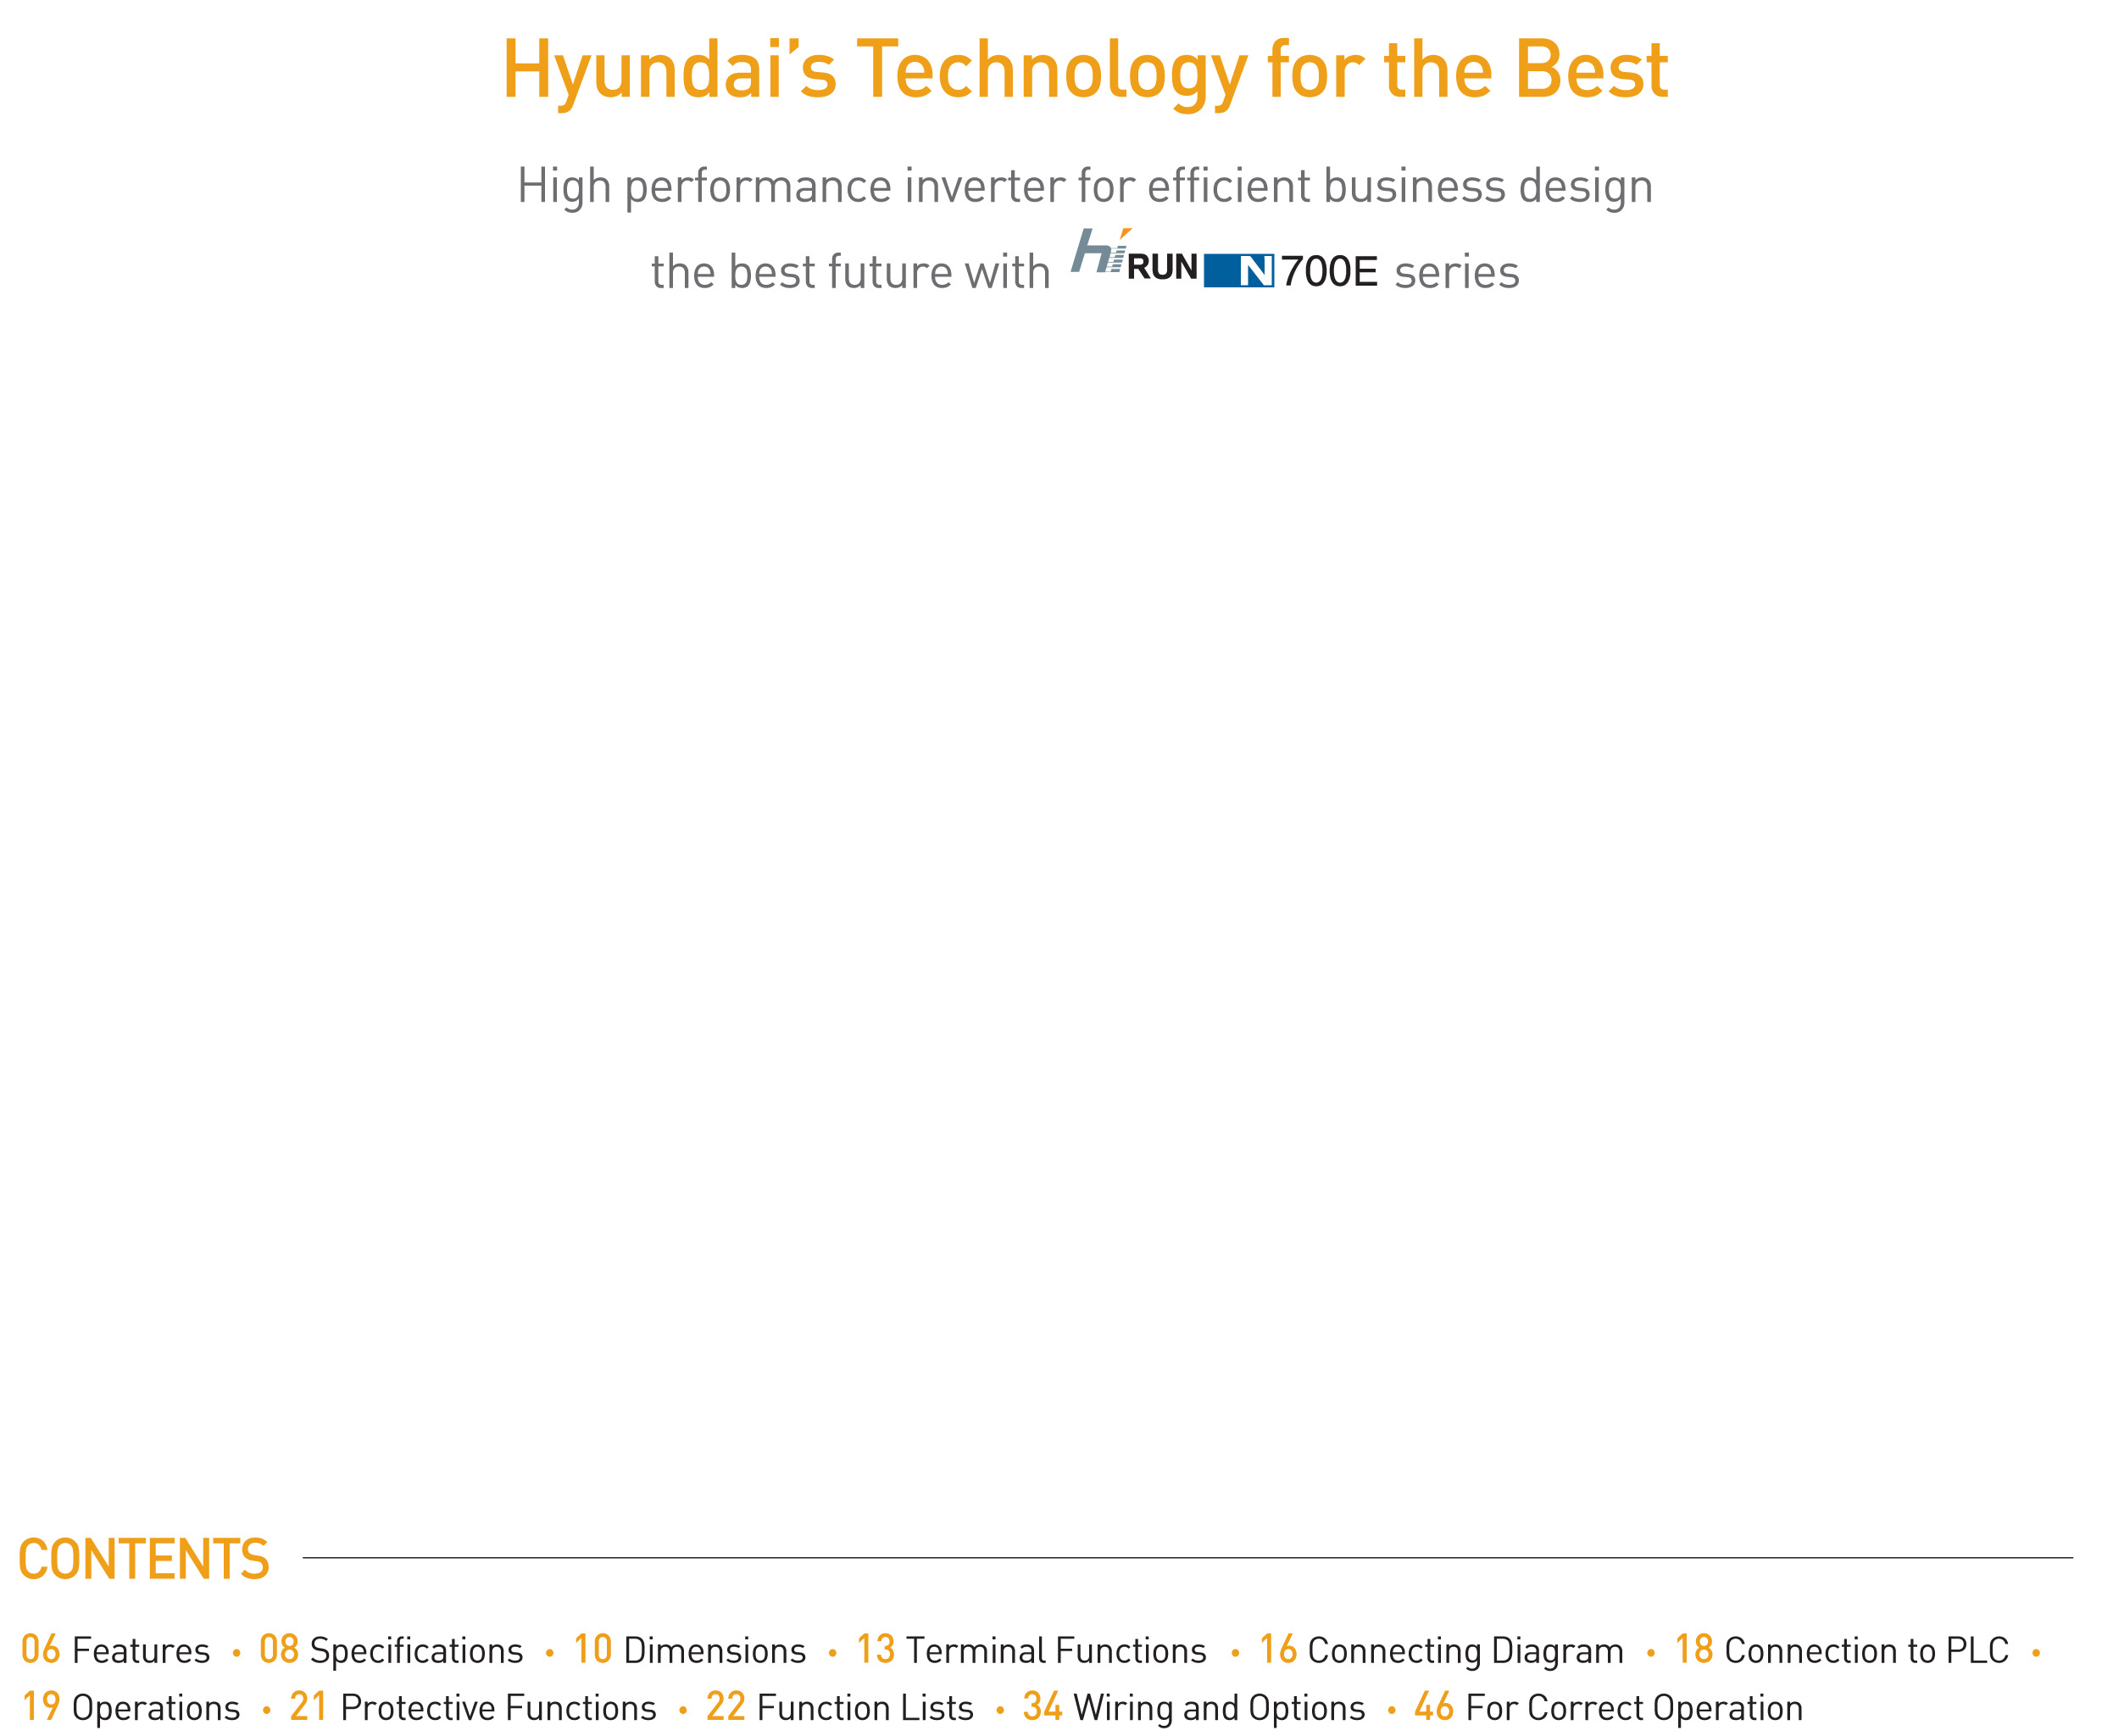 Hyundai's Technology for the Best
High performance inverter for efficient business design
the best future with hi RUN N 700E series
CONTENTS
06 Features • 08 Specifications • 10 Dimensions • 13 Terminal Functions • 16 Connecting Diagram • 18 Connection to PLC •
19 Operations • 21 Protective Functions • 22 Function Lists • 34 Wiring and Options • 46 For Correct Operation